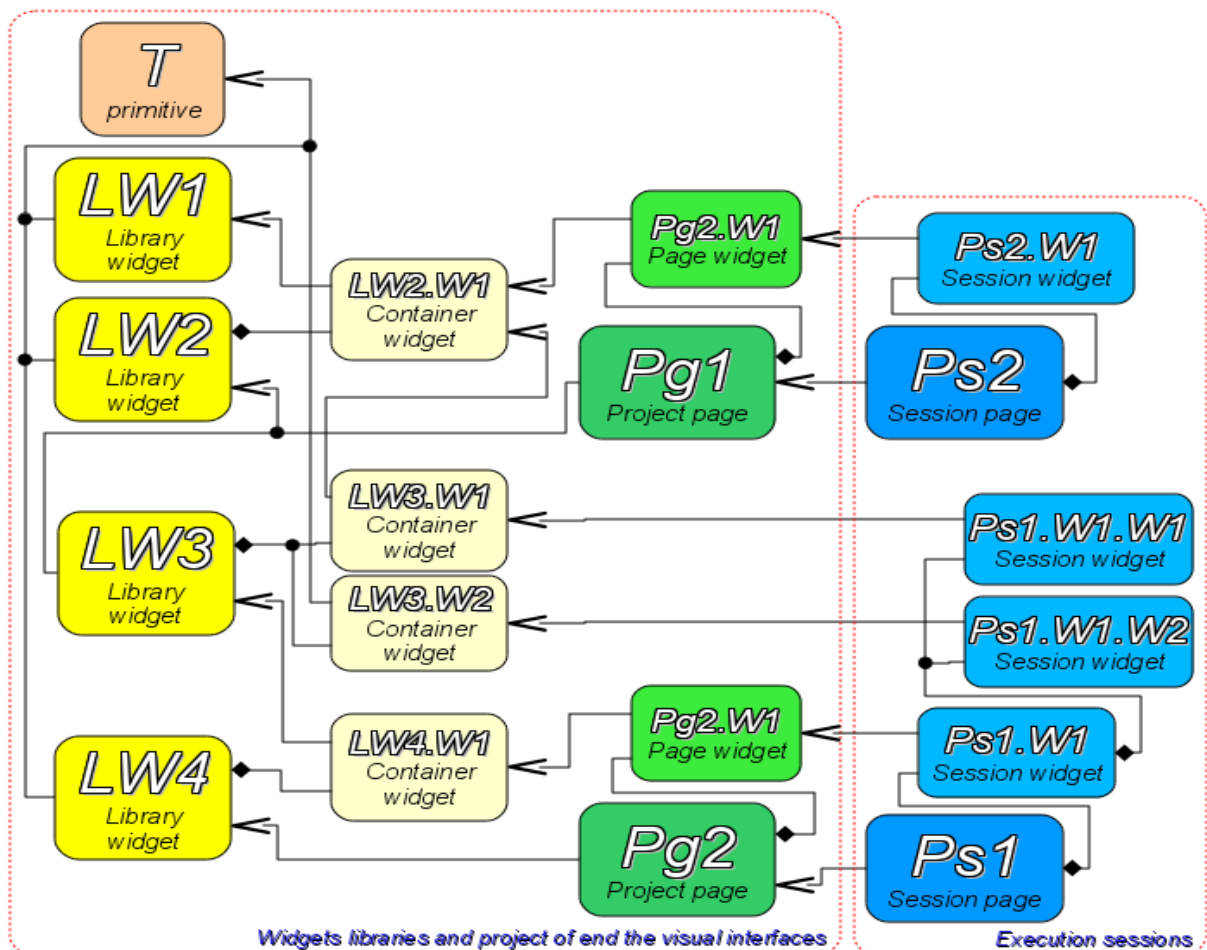 T
primitive
LW1
Library
widget
Pg2.W1
Page widget
Ps2.W1
Session widget
LW2.W1
Container
widget
LW2
Library
widget
Pg1
Project page
Ps2
Session page
LW3.W1
Container
widget
Ps1.W1.W1
Session widget
LW3
Library
widget
LW3.W2
Container
widget
Ps1.W1.W2
Session widget
Pg2.W1
Page widget
Ps1.W1
Session widget
LW4.W1
Container
widget
LW4
Library
widget
Pg2
Project page
Ps1
Session page
Widgets libraries and project of end the visual interfaces
Execution sessions